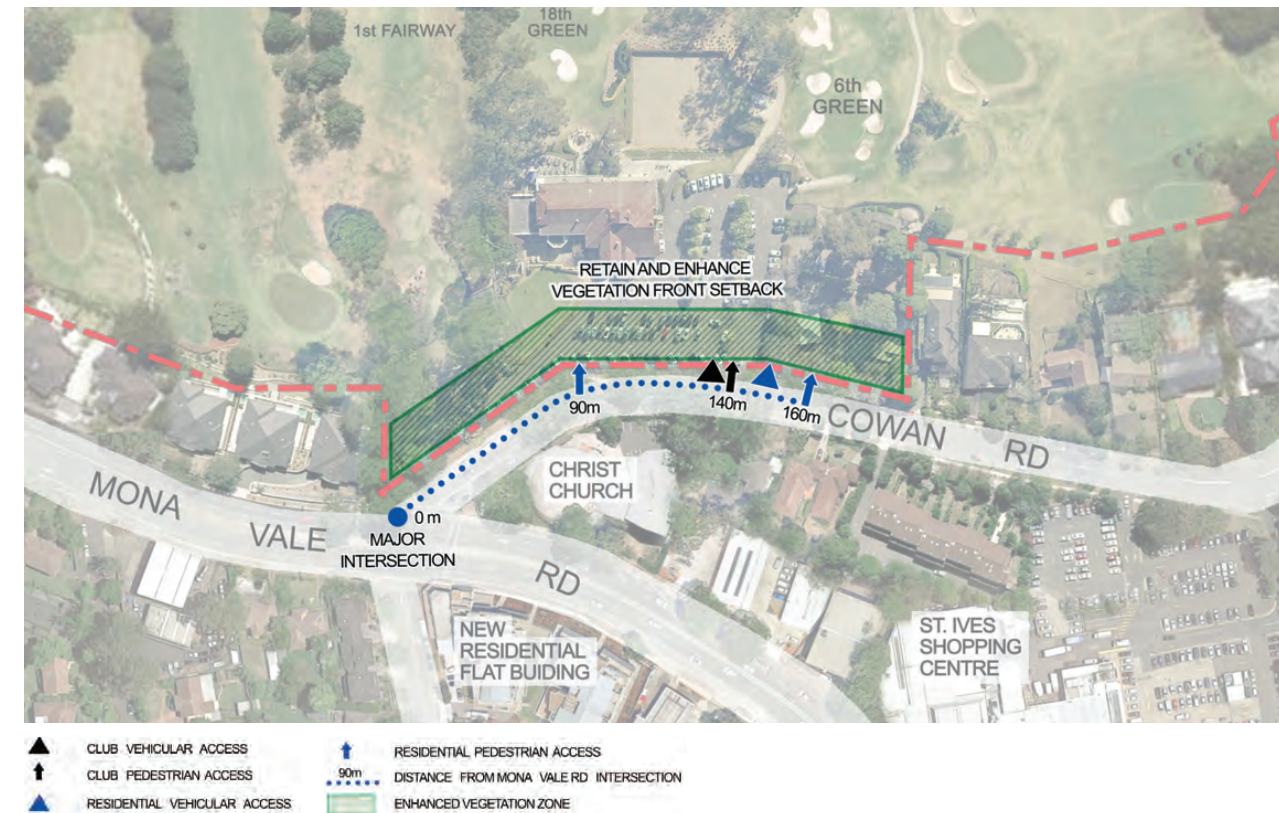 1st FAIRWAY
18th
GREEN
6th
GREEN
RETAIN AND ENHANCE
VEGETATION FRONT SETBACK
90m
140m
160m
COWAN RD
MONA VALE RD
0 m
MAJOR
INTERSECTION
CHRIST
CHURCH
NEW
RESIDENTIAL
FLAT BUIDING
ST. IVES
SHOPPING
CENTRE
CLUB VEHICULAR ACCESS
CLUB PEDESTRIAN ACCESS
RESIDENTIAL VEHICULAR ACCESS
RESIDENTIAL PEDESTRIAN ACCESS
90m
DISTANCE FROM MONA VALE RD INTERSECTION
ENHANCED VEGETATION ZONE